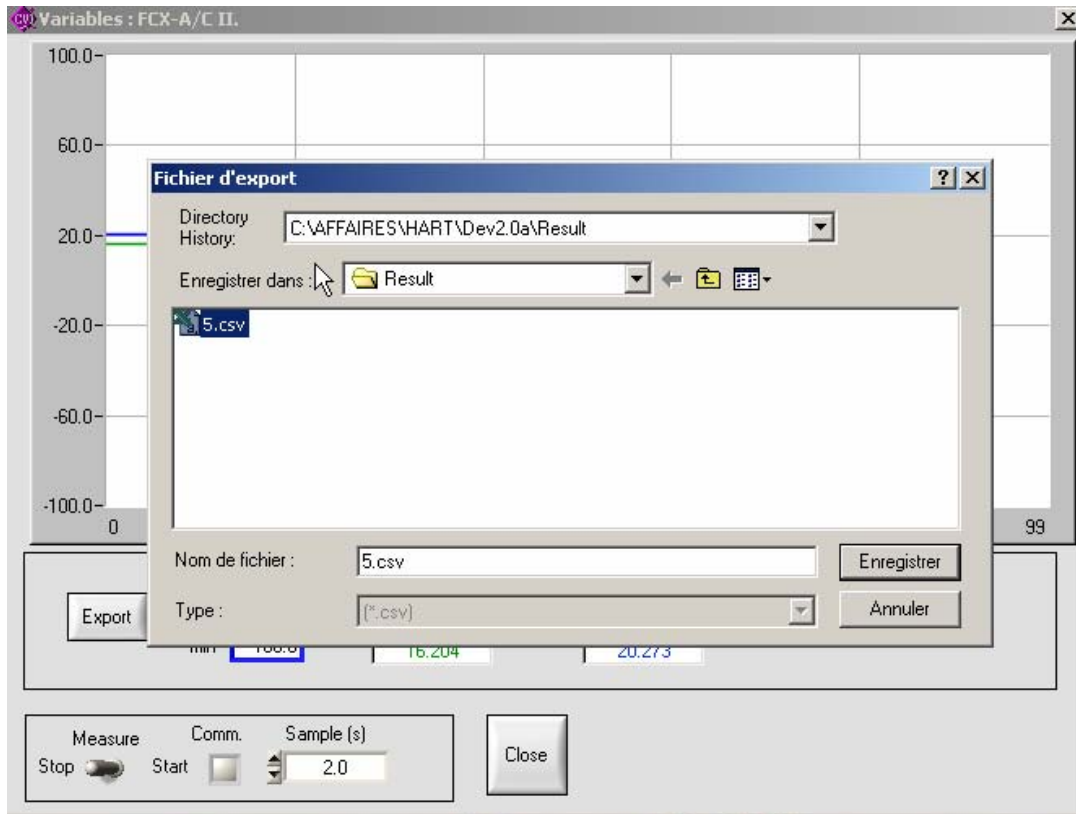 CVI Variables : FCX-A/C II.
100.0
60.0
20.0
-20.0
-60.0
-100.0
0
99
Fichier d'export
Directory History:
C:\AFFAIRES\HART\Dev2.0a\Result
Enregistrer dans :
Result
5.csv
Nom de fichier :
5.csv
Enregistrer
Type :
(*.csv)
Annuler
Export
16.204
20.273
Measure
Comm.
Sample (s)
Stop
Start
2.0
Close